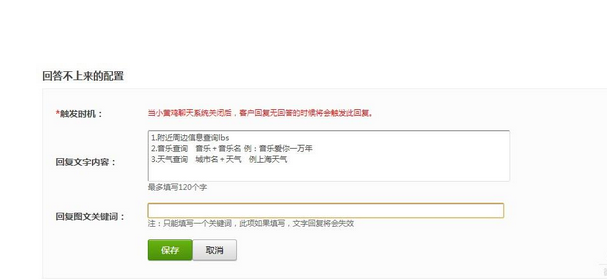 回答不上来的配置
*触发时机：
当小黄鸡聊天系统关闭后，客户回复无回答的时候将会触发此回复。
回复文字内容：
1.附近周边信息查询lbs
2.音乐查询 音乐＋音乐名 例：音乐爱你一万年
3.天气查询 城市名＋天气 例上海天气
最多填写120个字
回复图文关键词：
注：只能填写一个关键词，此项如果填写，文字回复将会失效
保存
取消